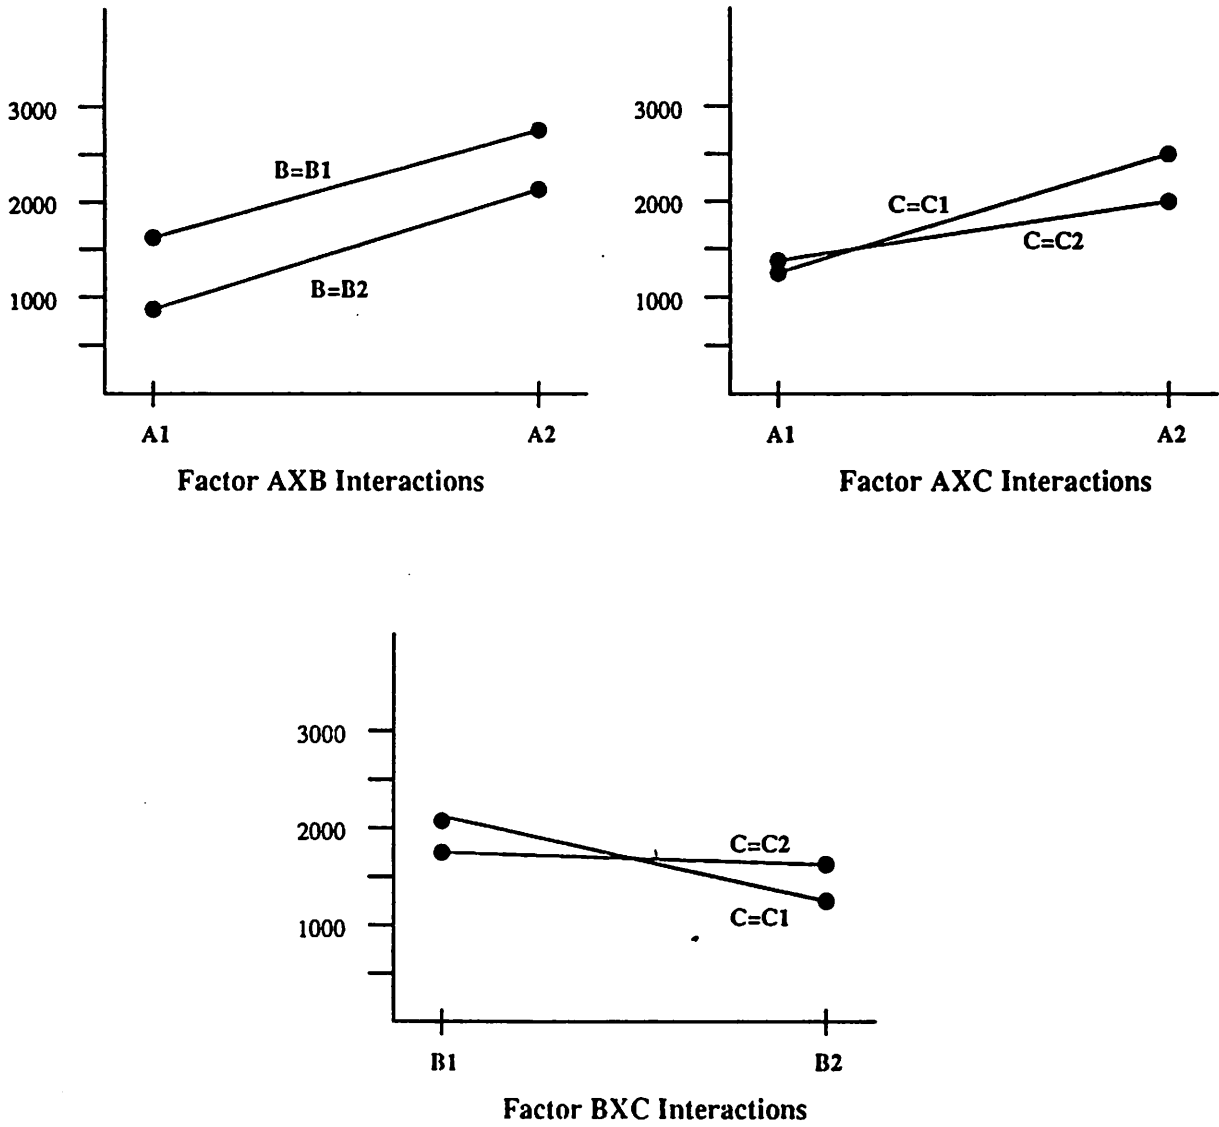 3000
2000
1000
B=B1
B=B2
A1
A2
Factor AXB Interactions
3000
2000
1000
C=C1
C=C2
A1
A2
Factor AXC Interactions
3000
2000
1000
C=C2
C=C1
B1
B2
Factor BXC Interactions